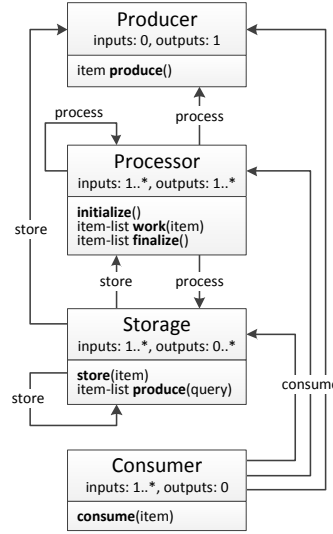 Producer
inputs: 0, outputs: 1
item produce()
process
process
Processor
inputs: 1..*, outputs: 1..*
initialize()
item-list work(item)
item-list finalize()
store
store
process
Storage
inputs: 1..*, outputs: 0..*
store(item)
item-list produce(query)
store
consume
Consumer
inputs: 1..*, outputs: 0
consume(item)